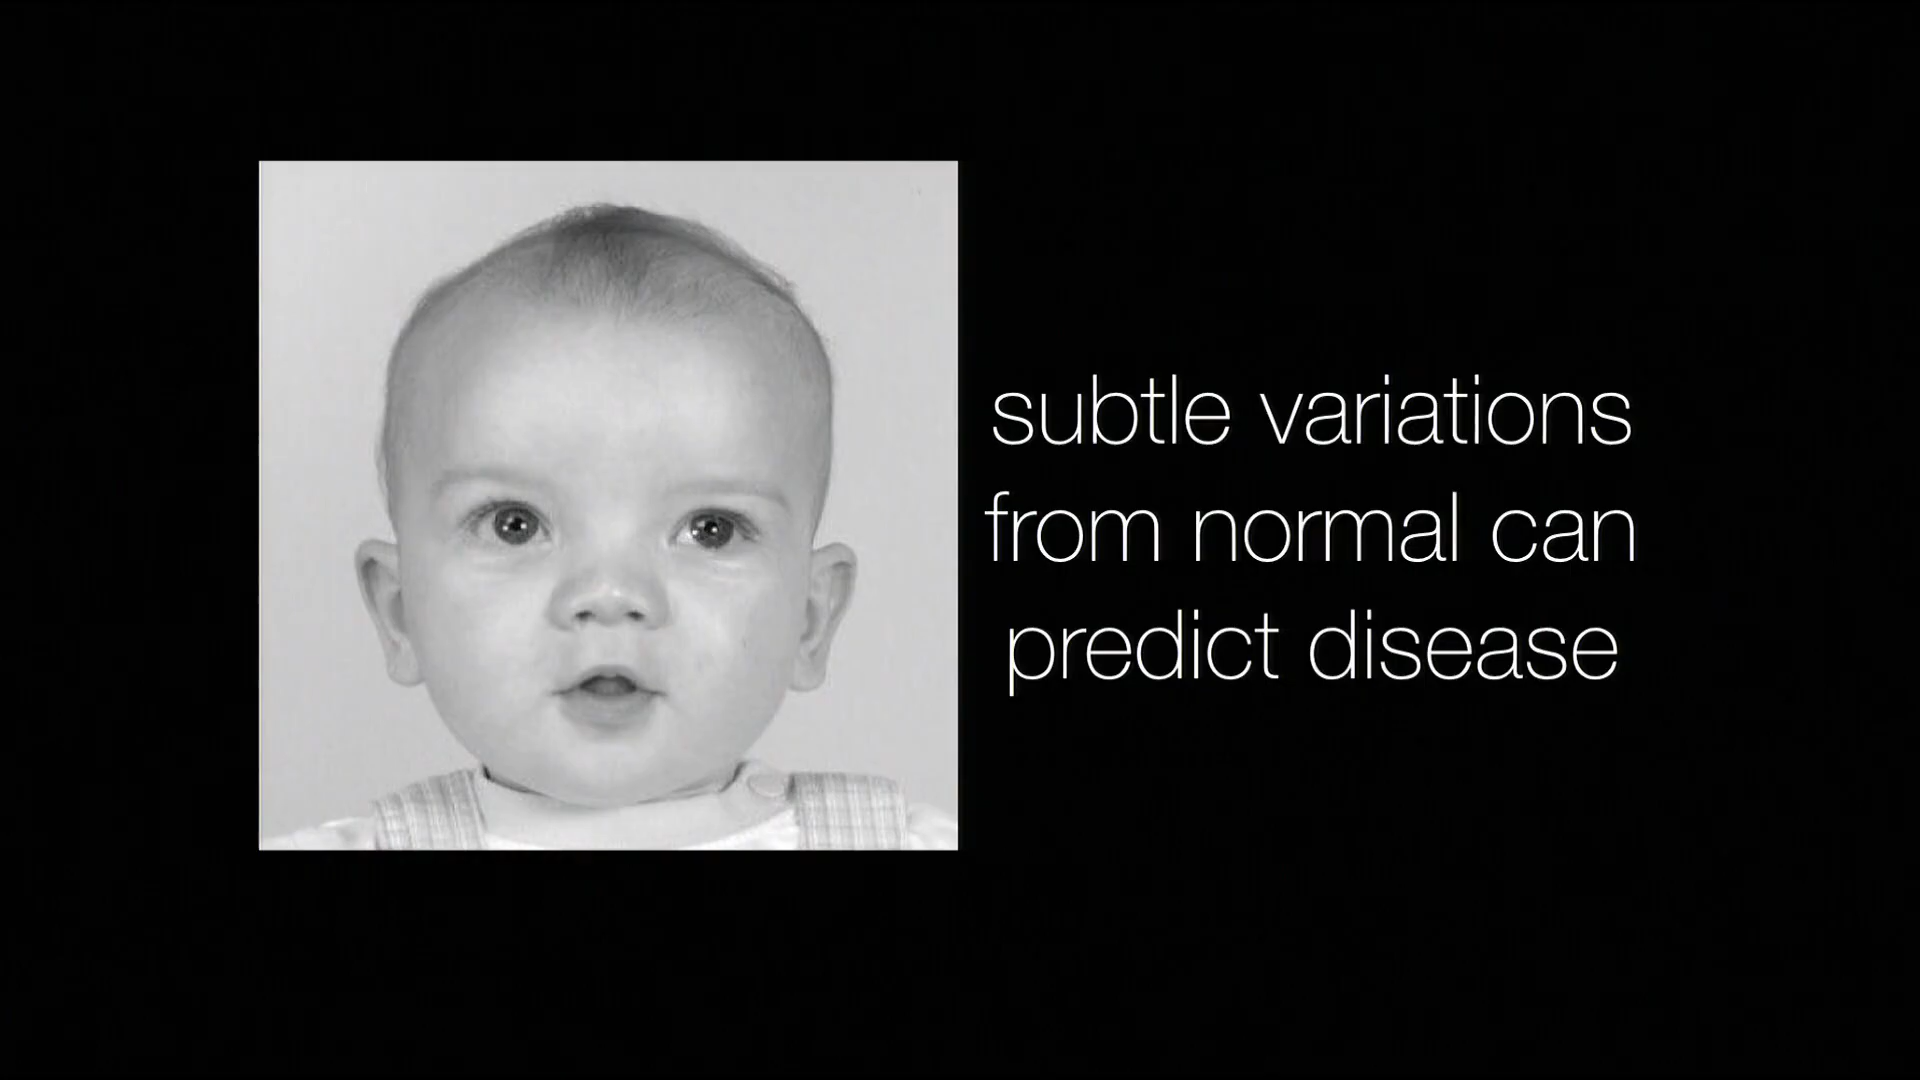 subtle variations
from normal can
predict disease